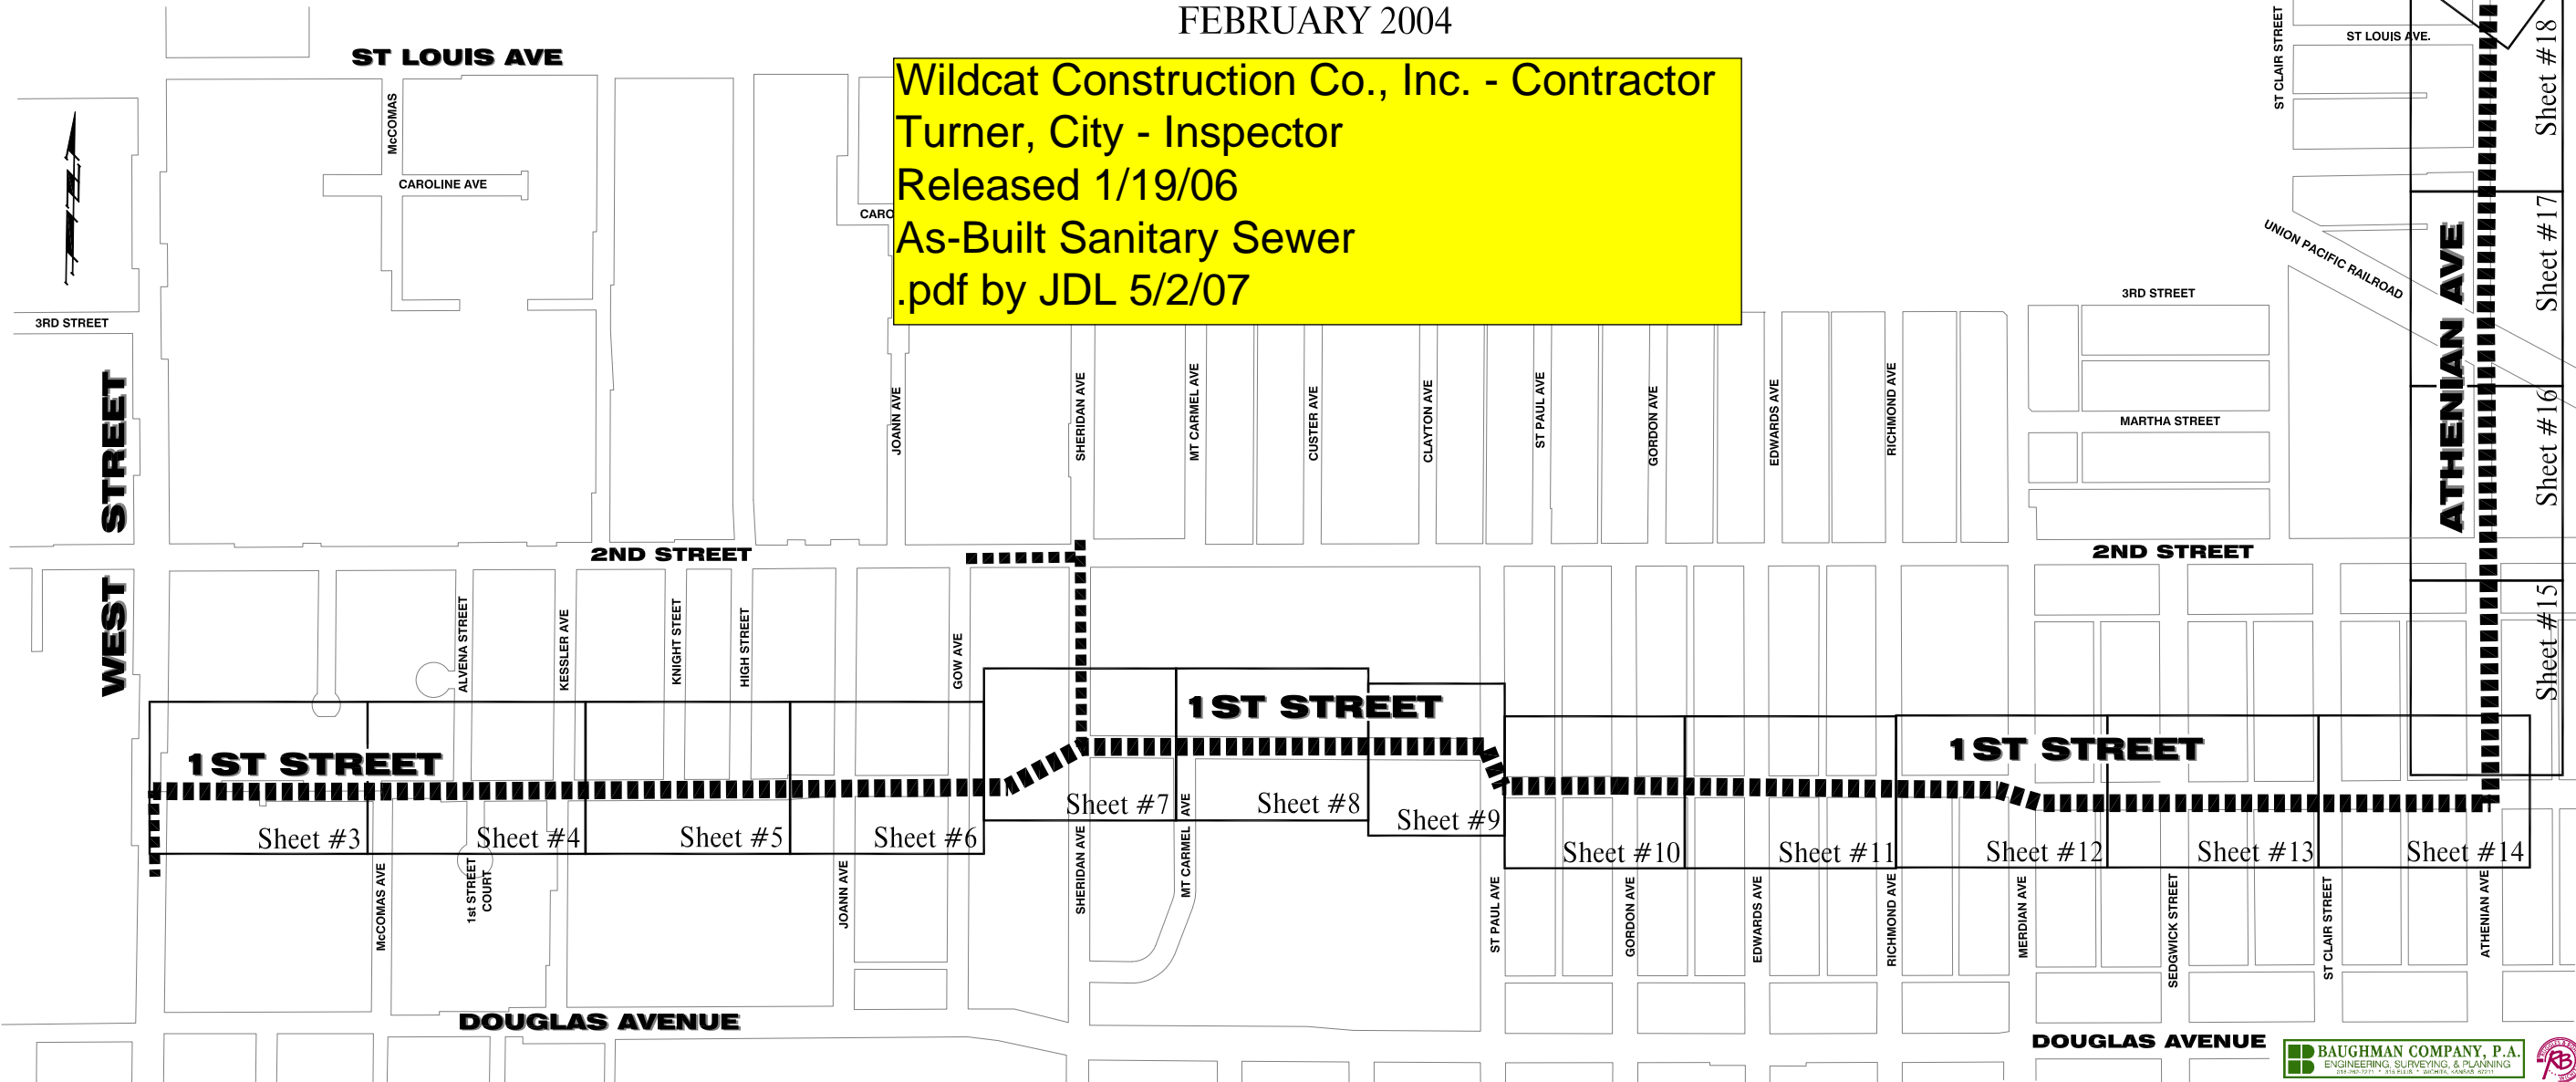 FEBRUARY 2004
ST LOUIS AVE
Wildcat Construction Co., Inc. - Contractor
Turner, City - Inspector
Released 1/19/06
As-Built Sanitary Sewer
.pdf by JDL 5/2/07
ST CLAIR STREET
ST LOUIS AVE.
Sheet #18
McCOMAS
CAROLINE AVE
CARO
Sheet #17
UNION PACIFIC RAILROAD
ATHENIAN AVE
3RD STREET
3RD STREET
WEST STREET
JOANN AVE
SHERIDAN AVE
MT CARMEL AVE
CUSTER AVE
CLAYTON AVE
ST PAUL AVE
GORDON AVE
EDWARDS AVE
RICHMOND AVE
MARTHA STREET
Sheet #16
2ND STREET
2ND STREET
Sheet #15
ALVENA STREET
KESSLER AVE
KNIGHT STEET
HIGH STREET
GOW AVE
1ST STREET
1ST STREET
1ST STREET
Sheet #3
Sheet #4
Sheet #5
Sheet #6
Sheet #7
Sheet #8
Sheet #9
Sheet #10
Sheet #11
Sheet #12
Sheet #13
Sheet #14
McCOMAS AVE
1st STREET
COURT
JOANN AVE
SHERIDAN AVE
MT CARMEL AVE
ST PAUL AVE
GORDON AVE
EDWARDS AVE
RICHMOND AVE
MERDIAN AVE
SEDGWICK STREET
ST CLAIR STREET
ATHENIAN AVE
DOUGLAS AVENUE
DOUGLAS AVENUE
BAUGHMAN COMPANY, P.A.
ENGINEERING, SURVEYING, & PLANNING
RB